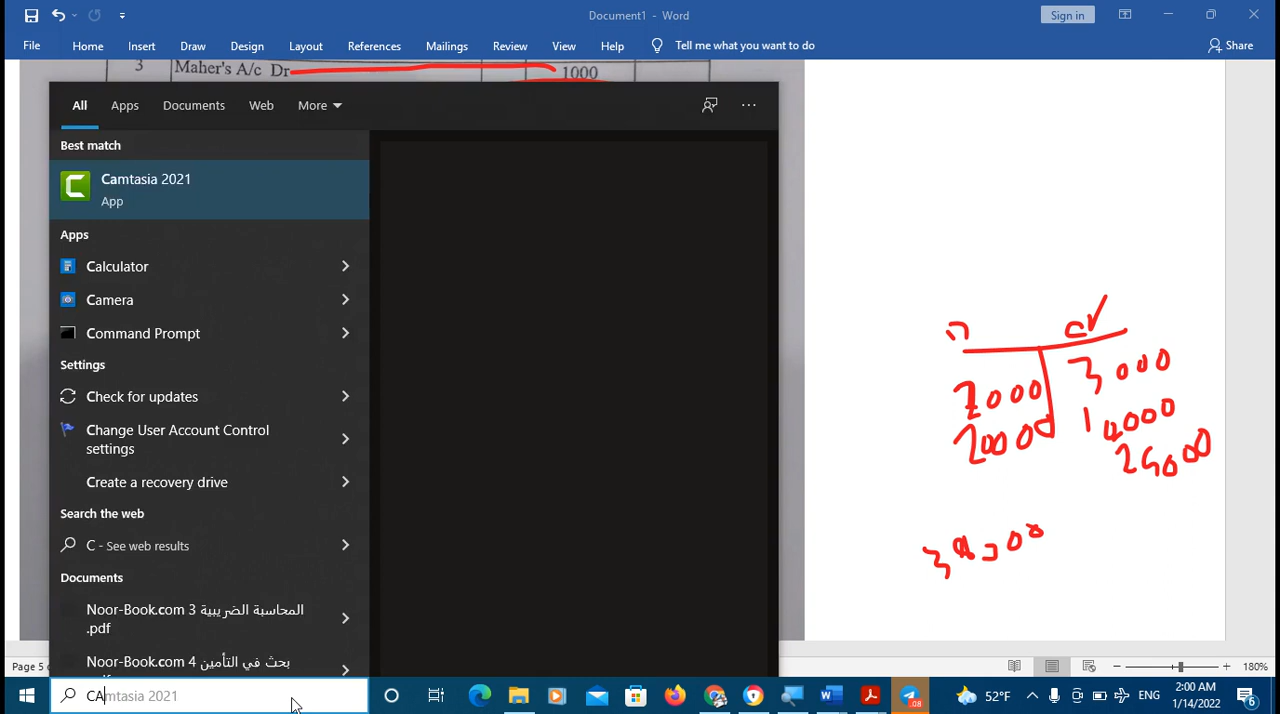 Document1 - Word
Sign in
File Home Insert Draw Design Layout References Mailings Review View Help Tell me what you want to do Share
3 Maher's A/c Dr 1000
All Apps Documents Web More
Best match
Camtasia 2021
App
Apps
Calculator
Camera
Command Prompt
Settings
Check for updates
Change User Account Control
settings
Create a recovery drive
Search the web
C - See web results
Documents
Noor-Book.com المحاسبة الضريبية 3
.pdf
Noor-Book.com بحث في التأمين 4
3000
2000
Page 5 o
180%
CAmtasia 2021
.08
52°F
ENG
2:00 AM
1/14/2022
6